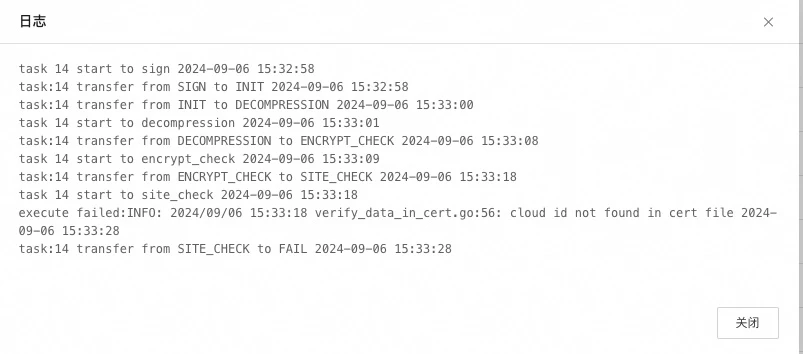 日志
task 14 start to sign 2024-09-06 15:32:58
task:14 transfer from SIGN to INIT 2024-09-06 15:32:58
task:14 transfer from INIT to DECOMPRESSION 2024-09-06 15:33:00
task 14 start to decompression 2024-09-06 15:33:01
task:14 transfer from DECOMPRESSION to ENCRYPT_CHECK 2024-09-06 15:33:08
task 14 start to encrypt_check 2024-09-06 15:33:09
task:14 transfer from ENCRYPT_CHECK to SITE_CHECK 2024-09-06 15:33:18
task 14 start to site_check 2024-09-06 15:33:18
execute failed:INFO: 2024/09/06 15:33:18 verify_data_in_cert.go:56: cloud id not found in cert file 2024-
09-06 15:33:28
task:14 transfer from SITE_CHECK to FAIL 2024-09-06 15:33:28
关闭